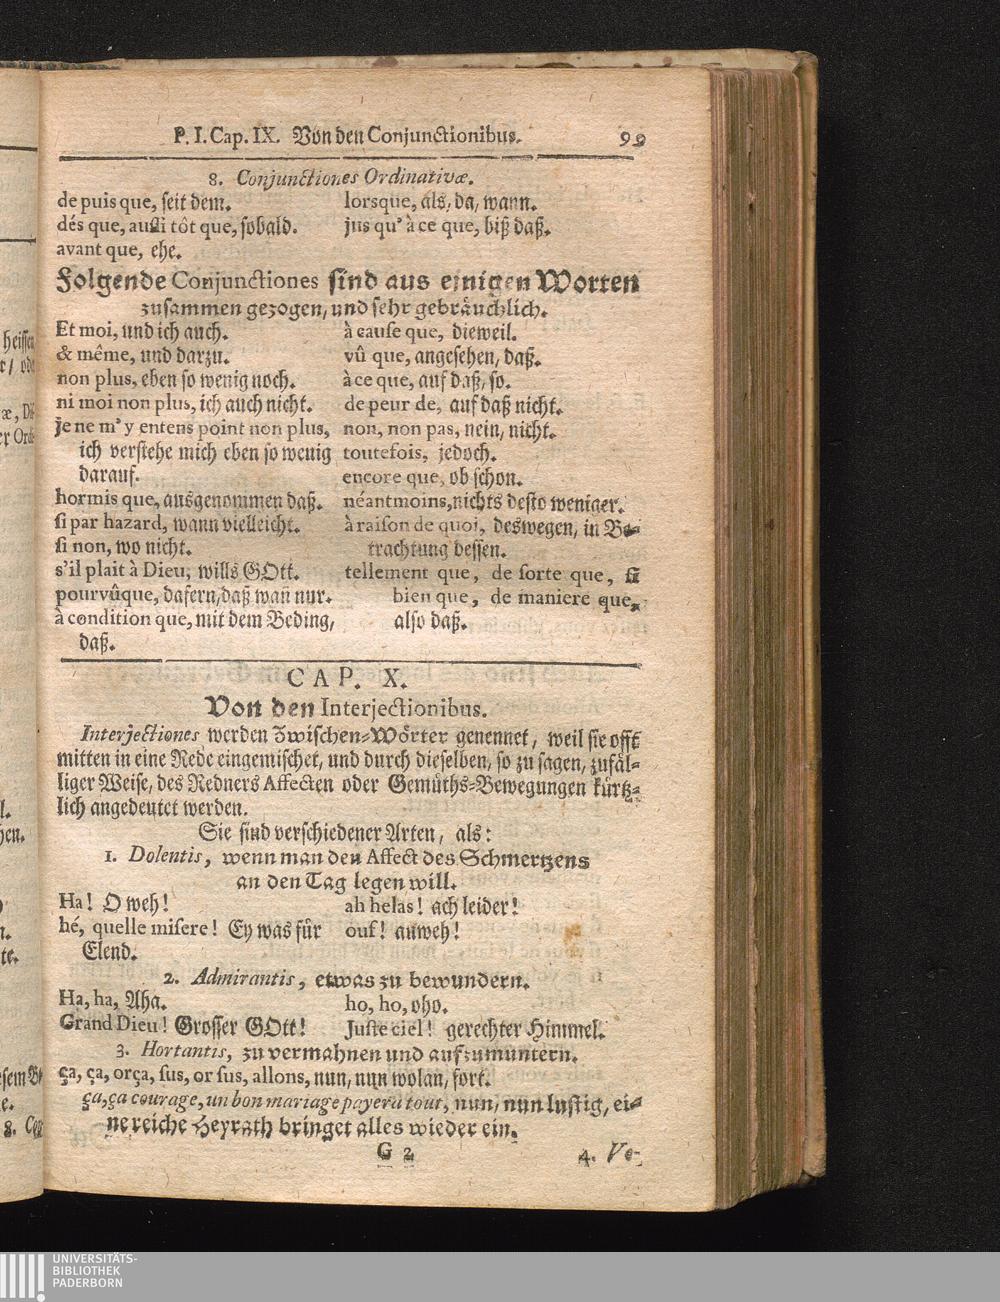 P. I. Cap. IX. Von den Conjunctionibus. 99
8. Conjunctiones Ordinativæ.
de puis que, seit dem.
dés que, aussi tôt que, sobald.
avant que, ehe.
lorsque, als, da, wann.
jus qu' à ce que, biß daß.
Folgende Conjunctiones sind aus einigen Worten
zusammen gezogen, und sehr gebräuchlich.
Et moi, und ich auch.
& même, und darzu.
non plus, eben so wenig noch.
ni moi non plus, ich auch nicht.
je ne m' y entens point non plus,
ich verstehe mich eben so wenig
darauf.
hormis que, ausgenommen daß.
si par hazard, wann vielleicht.
si non, wo nicht.
s'il plait à Dieu, wills GOtt.
pourvûque, dafern, daß wañ nur.
à condition que, mit dem Beding,
daß.
à cause que, dieweil.
vû que, angesehen, daß.
à ce que, auf daß, so.
de peur de, auf daß nicht.
non, non pas, nein, nicht.
toutefois, jedoch.
encore que, ob schon.
néantmoins, nichts desto weniger.
à raison de quoi, deswegen, in Be-
trachtung dessen.
tellement que, de sorte que, si
bien que, de maniere que,
also daß.
CAP. X.
Von den Interjectionibus.
Interjectiones werden Zwischen-Wörter genennet, weil sie offt
mitten in eine Rede eingemischet, und durch dieselben, so zu sagen, zufäl-
liger Weise, des Redners Affecten oder Gemüths-Bewegungen kürtz-
lich angedeutet werden.
Sie sind verschiedener Arten, als:
1. Dolentis, wenn man den Affect des Schmertzens
an den Tag legen will.
Ha! O weh!
hé, quelle misere! Ey was für
Elend.
ah helas! ach leider!
ouf! auweh!
2. Admirantis, etwas zu bewundern.
Ha, ha, Aha.
Grand Dieu! Grosser GOtt!
ho, ho, oho.
Juste ciel! gerechter Himmel.
3. Hortantis, zu vermahnen und aufzumuntern.
ça, ça, orça, sus, or sus, allons, nun, nun wolan, fort.
ça, ça courage, un bon mariage payera tout, nun, nun lustig, ei-
ne reiche Heyrath bringet alles wieder ein.
G 2
4. Ve-
UNIVERSITÄTS-
BIBLIOTHEK
PADERBORN